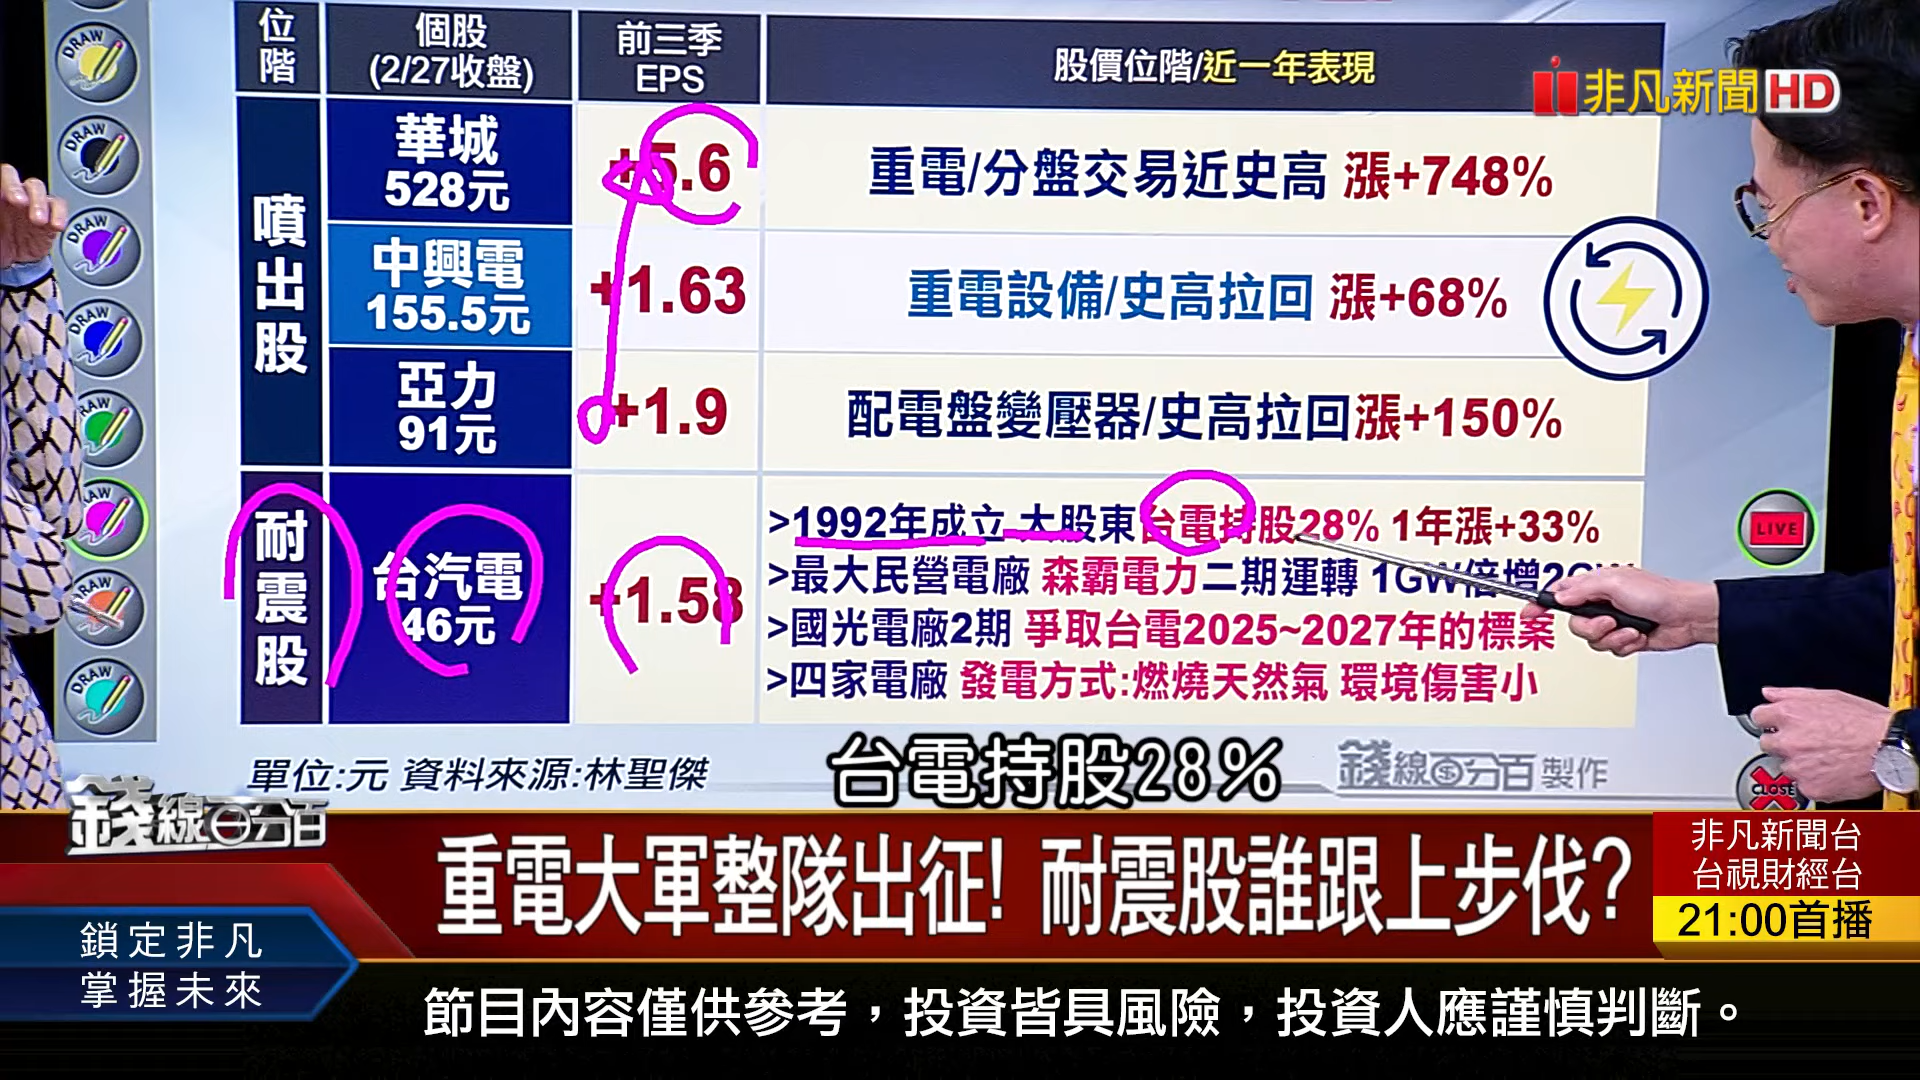 DRAW
位階
個股
(2/27收盤)
前三季
EPS
股價位階/近一年表現
非凡新聞HD
DRAW
噴出股
華城
528元
+5.6
重電/分盤交易近史高 漲+748%
DRAW
中興電
155.5元
+1.63
重電設備/史高拉回 漲+68%
DRAW
亞力
91元
+1.9
配電盤變壓器/史高拉回漲+150%
DRAW
耐震股
台汽電
46元
+1.58
>1992年成立 大股東台電持股28% 1年漲+33%
>最大民營電廠 森霸電力二期運轉 1GW倍增2GW
>國光電廠2期 爭取台電2025~2027年的標案
>四家電廠 發電方式:燃燒天然氣 環境傷害小
DRAW
DRAW
DRAW
LIVE
CLOSE
單位:元 資料來源:林聖傑
台電持股28%
錢線百分百 製作
錢線百分百
重電大軍整隊出征! 耐震股誰跟上步伐?
非凡新聞台
台視財經台
21:00首播
鎖定非凡
掌握未來
節目內容僅供參考，投資皆具風險，投資人應謹慎判斷。